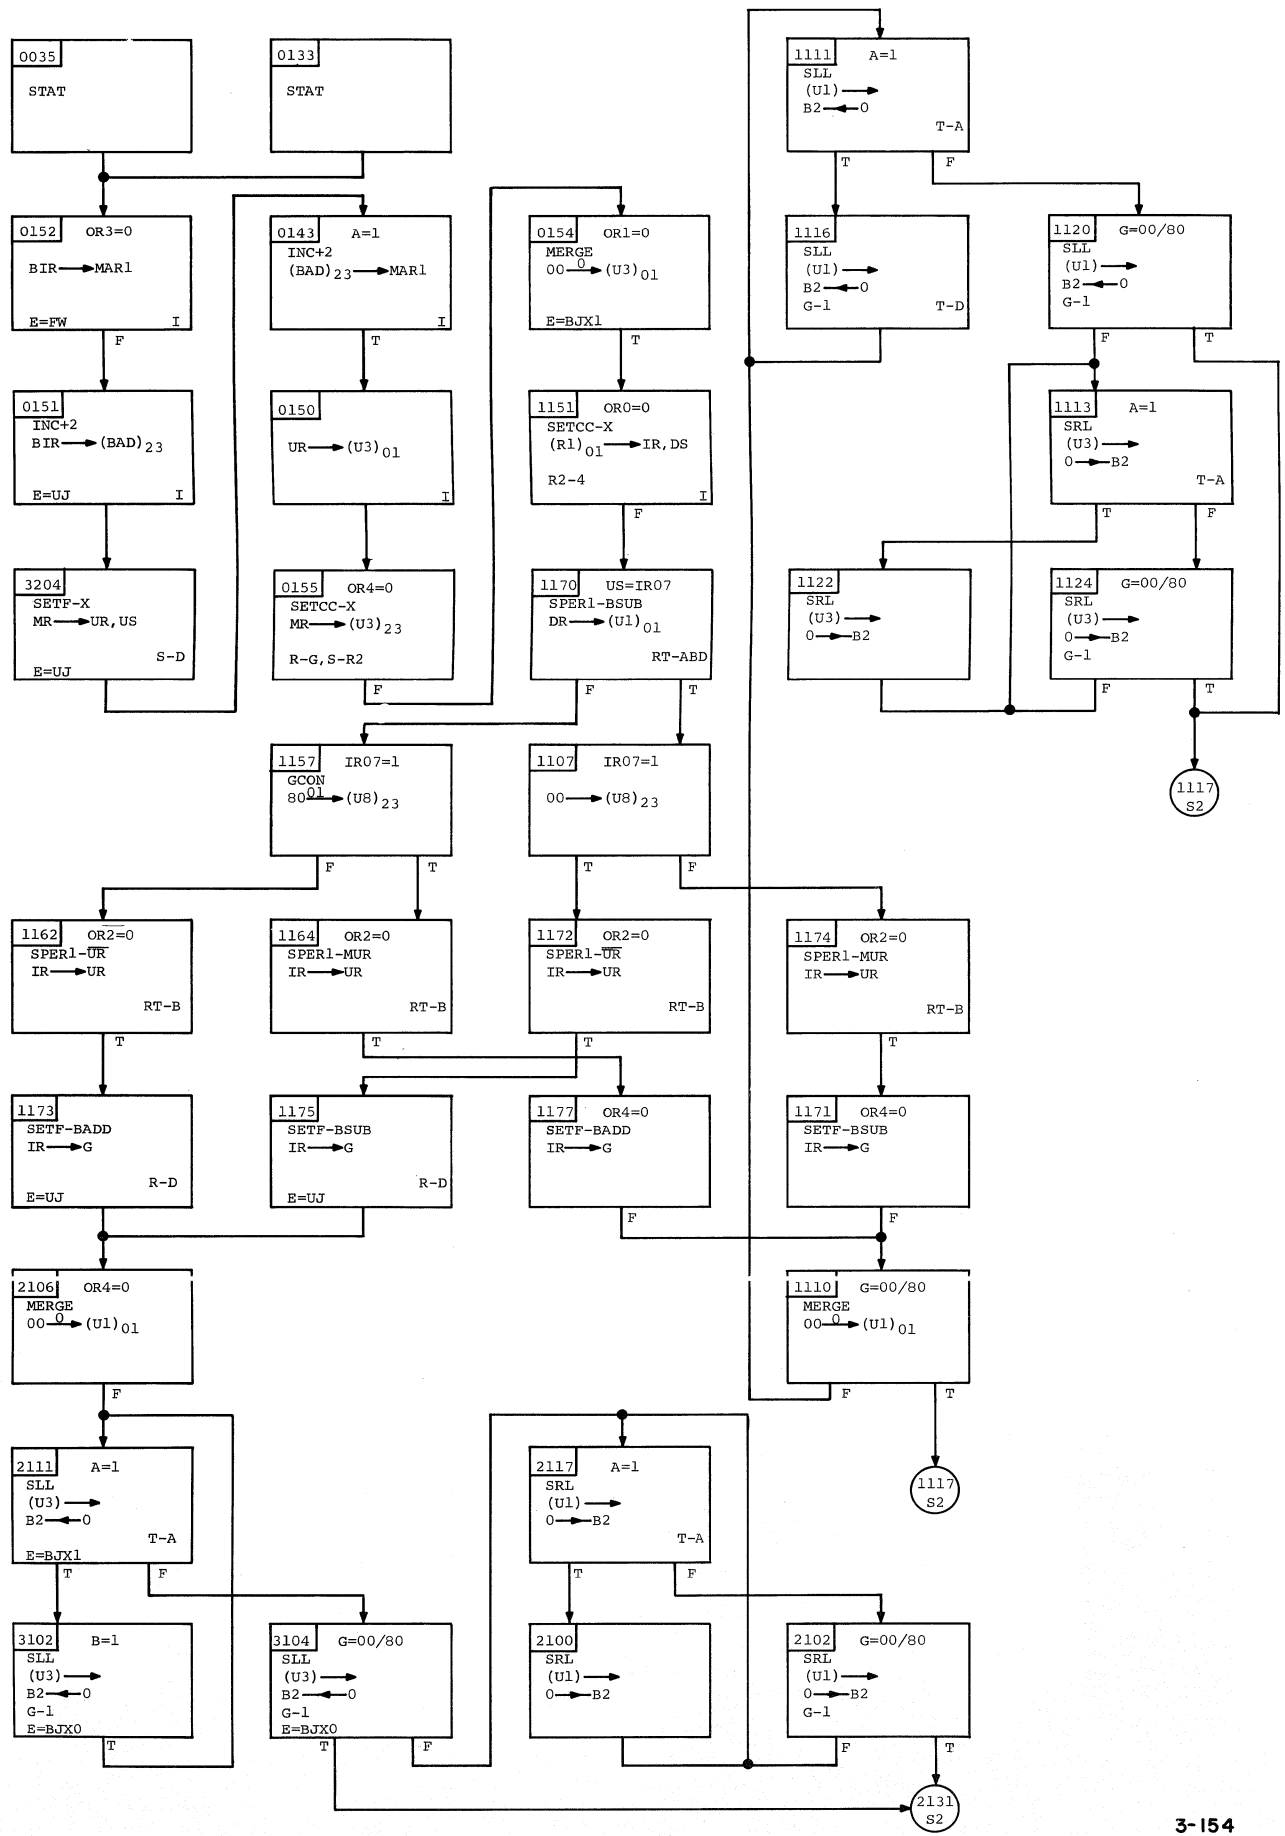 0035
STAT
0133
STAT
1111 A=1
SLL
(U1)
B2 0
T-A
T F
0152 OR3=0
BIR MAR1
E=FW I
F
0143 A=1
INC+2
(BAD)23 MAR1
I
T
0154 OR1=0
MERGE
00 0 (U3)01
E=BJX1
T
1116
SLL
(U1)
B2 0
G-1 T-D
1120 G=00/80
SLL
(U1)
B2 0
G-1
F T
0151
INC+2
BIR (BAD)23
E=UJ I
0150
UR (U3)01
I
1151 OR0=0
SETCC-X
(R1)01 IR,DS
R2-4
I
F
1113 A=1
SRL
(U3)
0 B2
T-A
T F
3204
SETF-X
MR UR,US
S-D
E=UJ
0155 OR4=0
SETCC-X
MR (U3)23
R-G,S-R2
F
1170 US=IR07
SPER1-BSUB
DR (U1)01
RT-ABD
F T
1122
SRL
(U3)
0 B2
1124 G=00/80
SRL
(U3)
0 B2
G-1
F T
1117
S2
1157 IR07=1
GCON
80 01 (U8)23
F T
1107 IR07=1
00 (U8)23
T F
1162 OR2=0
SPER1-UR
IR UR
RT-B
T
1164 OR2=0
SPER1-MUR
IR UR
RT-B
T
1172 OR2=0
SPER1-UR
IR UR
RT-B
T
1174 OR2=0
SPER1-MUR
IR UR
RT-B
T
1173
SETF-BADD
IR G
R-D
E=UJ
1175
SETF-BSUB
IR G
R-D
E=UJ
1177 OR4=0
SETF-BADD
IR G
F
1171 OR4=0
SETF-BSUB
IR G
F
2106 OR4=0
MERGE
00 0 (U1)01
F
1110 G=00/80
MERGE
00 0 (U1)01
F T
1117
S2
2111 A=1
SLL
(U3)
B2 0
T-A
E=BJX1
T F
2117 A=1
SRL
(U1)
0 B2
T-A
T F
3102 B=1
SLL
(U3)
B2 0
G-1
E=BJX0
T
3104 G=00/80
SLL
(U3)
B2 0
G-1
E=BJX0
T F
2100
SRL
(U1)
0 B2
2102 G=00/80
SRL
(U1)
0 B2
G-1
F T
2131
S2
3-154